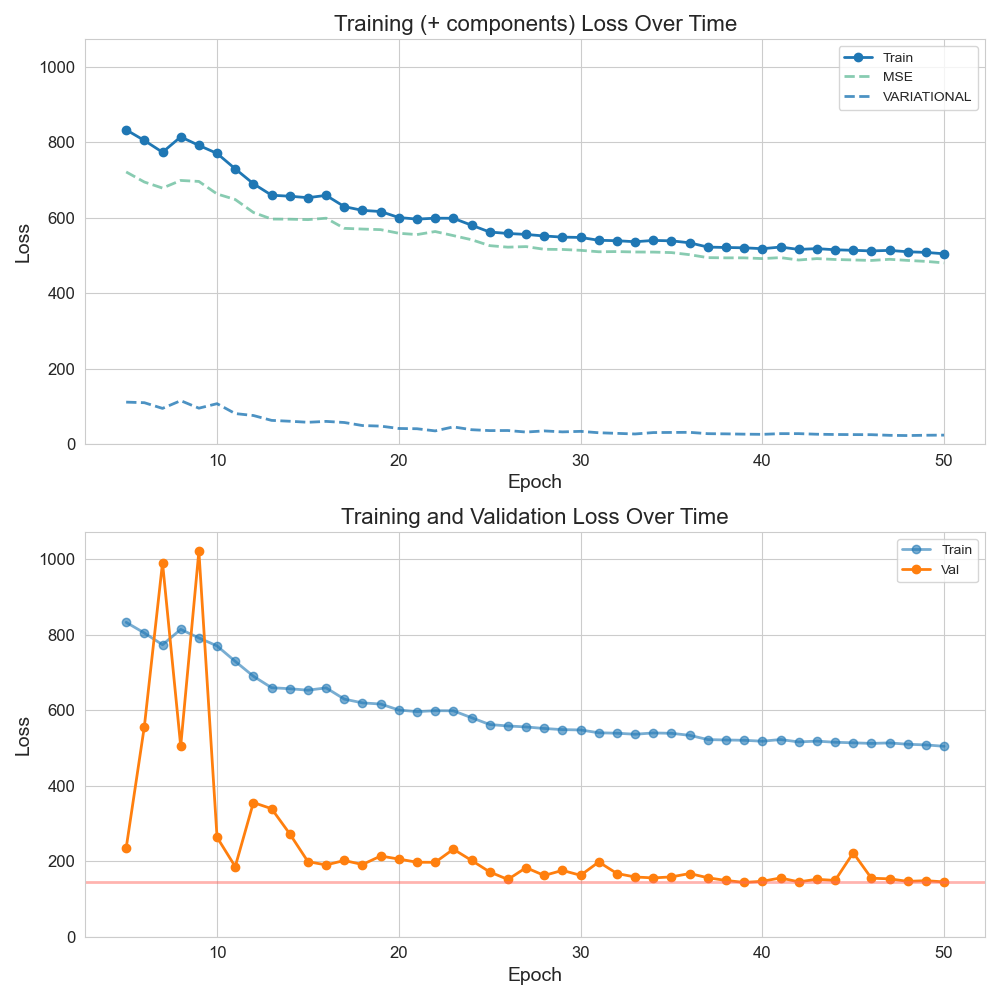 Training (+ components) Loss Over Time
Loss
1000
800
600
400
200
0
Train
MSE
VARIATIONAL
10
20
30
40
50
Epoch
Training and Validation Loss Over Time
Loss
1000
800
600
400
200
0
Train
Val
10
20
30
40
50
Epoch